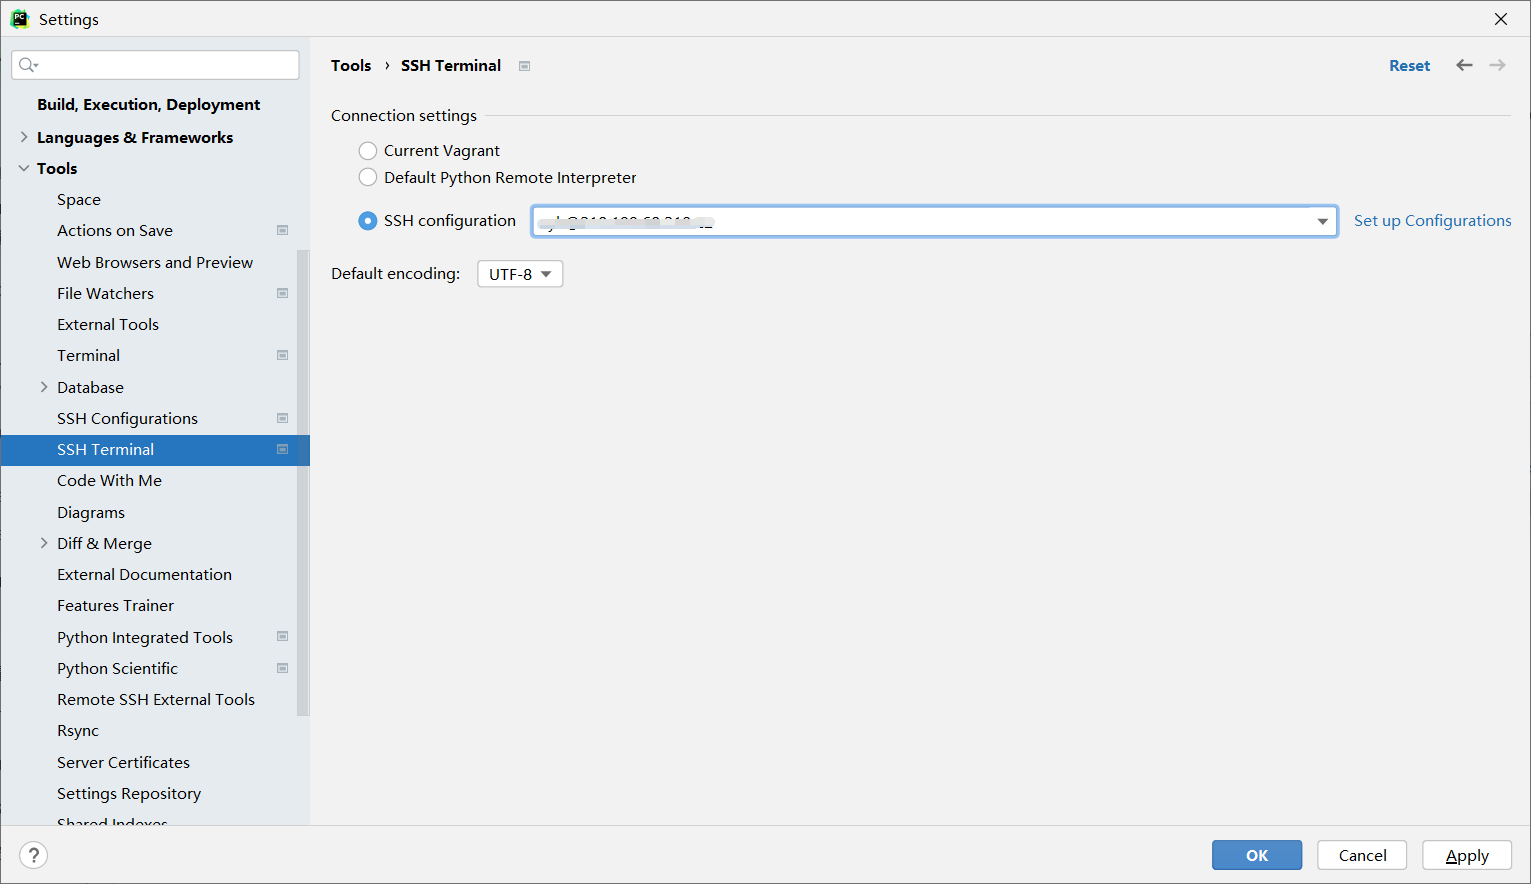 PC
Settings
Tools › SSH Terminal
Reset
Build, Execution, Deployment
Languages & Frameworks
Tools
Space
Actions on Save
Web Browsers and Preview
File Watchers
External Tools
Terminal
Database
SSH Configurations
SSH Terminal
Code With Me
Diagrams
Diff & Merge
External Documentation
Features Trainer
Python Integrated Tools
Python Scientific
Remote SSH External Tools
Rsync
Server Certificates
Settings Repository
Shared Indexes
Connection settings
Current Vagrant
Default Python Remote Interpreter
SSH configuration
Set up Configurations
Default encoding: UTF-8
?
OK Cancel Apply